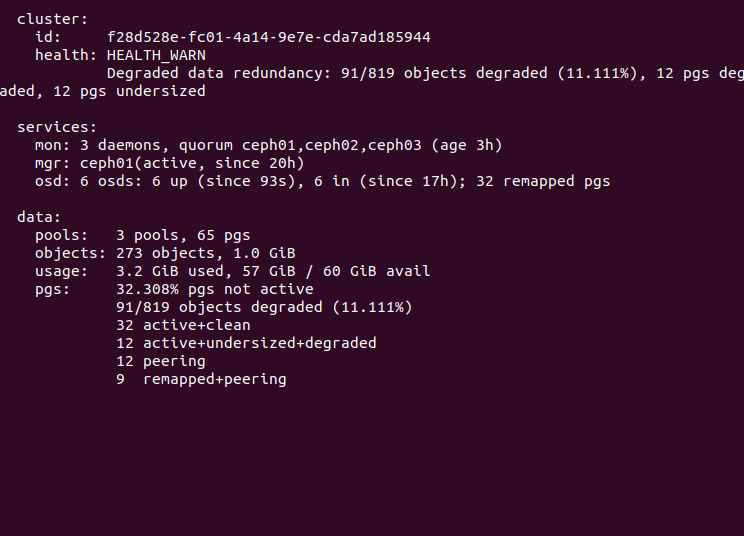 cluster:
id: f28d528e-fc01-4a14-9e7e-cda7ad185944
health: HEALTH_WARN
Degraded data redundancy: 91/819 objects degraded (11.111%), 12 pgs deg
aded, 12 pgs undersized
services:
mon: 3 daemons, quorum ceph01,ceph02,ceph03 (age 3h)
mgr: ceph01(active, since 20h)
osd: 6 osds: 6 up (since 93s), 6 in (since 17h); 32 remapped pgs
data:
pools: 3 pools, 65 pgs
objects: 273 objects, 1.0 GiB
usage: 3.2 GiB used, 57 GiB / 60 GiB avail
pgs: 32.308% pgs not active
91/819 objects degraded (11.111%)
32 active+clean
12 active+undersized+degraded
12 peering
9 remapped+peering